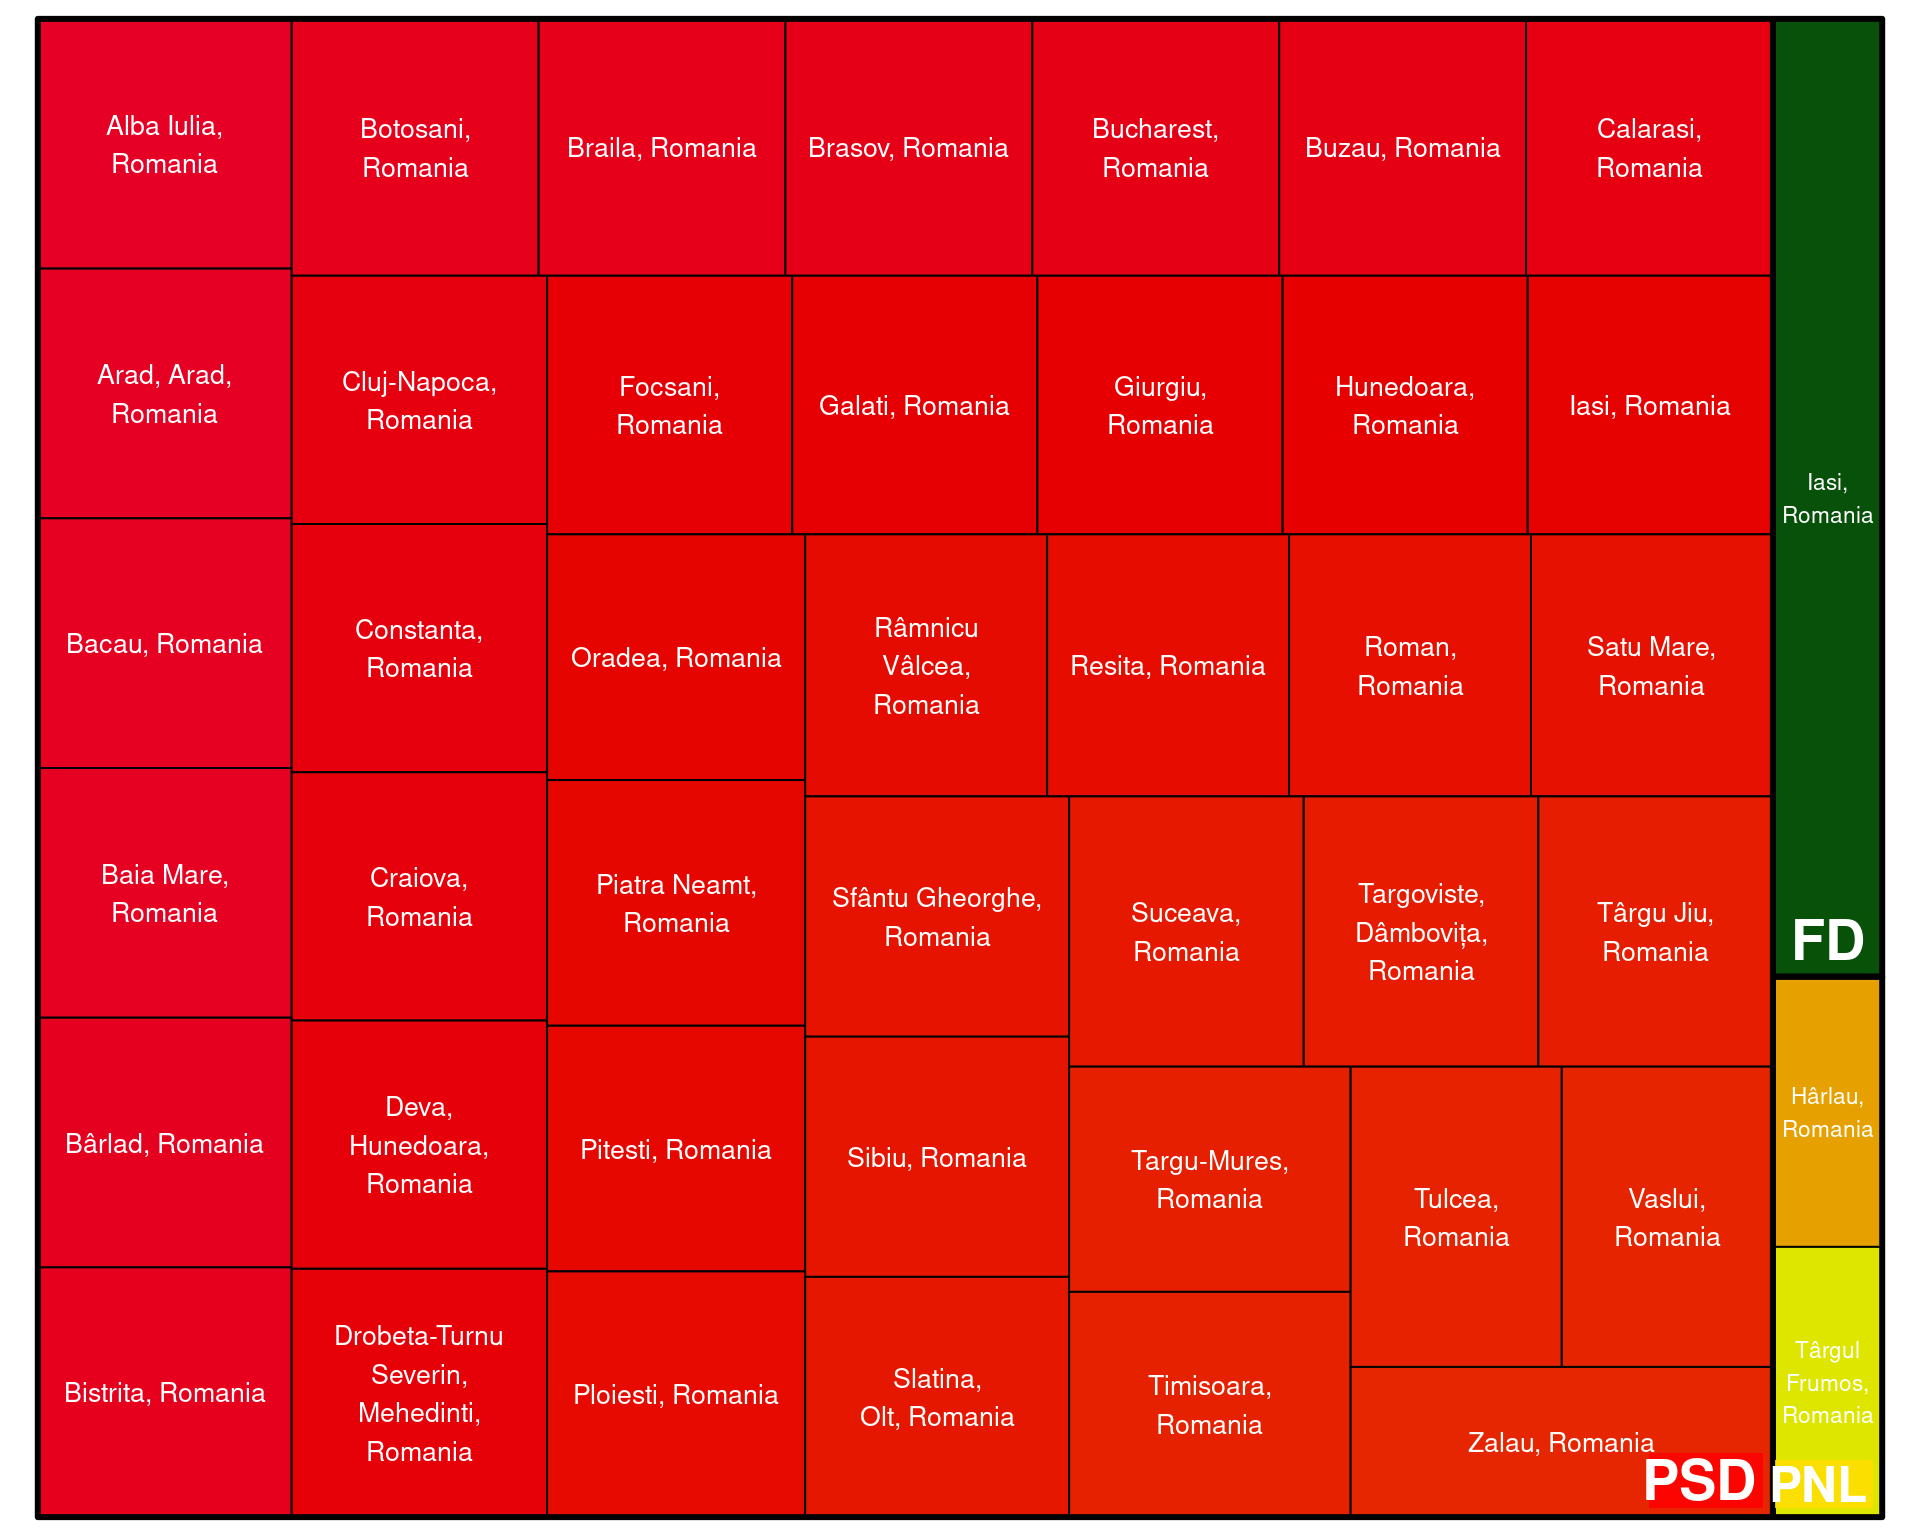 Alba Iulia,
Romania
Botosani,
Romania
Braila, Romania
Brasov, Romania
Bucharest,
Romania
Buzau, Romania
Calarasi,
Romania
Arad, Arad,
Romania
Cluj-Napoca,
Romania
Focsani,
Romania
Galati, Romania
Giurgiu,
Romania
Hunedoara,
Romania
Iasi, Romania
Iasi,
Romania
Bacau, Romania
Constanta,
Romania
Oradea, Romania
Râmnicu
Vâlcea,
Romania
Resita, Romania
Roman,
Romania
Satu Mare,
Romania
Baia Mare,
Romania
Craiova,
Romania
Piatra Neamt,
Romania
Sfântu Gheorghe,
Romania
Suceava,
Romania
Targoviste,
Dâmbovița,
Romania
Târgu Jiu,
Romania
FD
Bârlad, Romania
Deva,
Hunedoara,
Romania
Pitesti, Romania
Sibiu, Romania
Targu-Mures,
Romania
Tulcea,
Romania
Vaslui,
Romania
Hârlau,
Romania
Bistrita, Romania
Drobeta-Turnu
Severin,
Mehedinti,
Romania
Ploiesti, Romania
Slatina,
Olt, Romania
Timisoara,
Romania
Zalau, Romania
Târgul
Frumos,
Romania
PSD
PNL